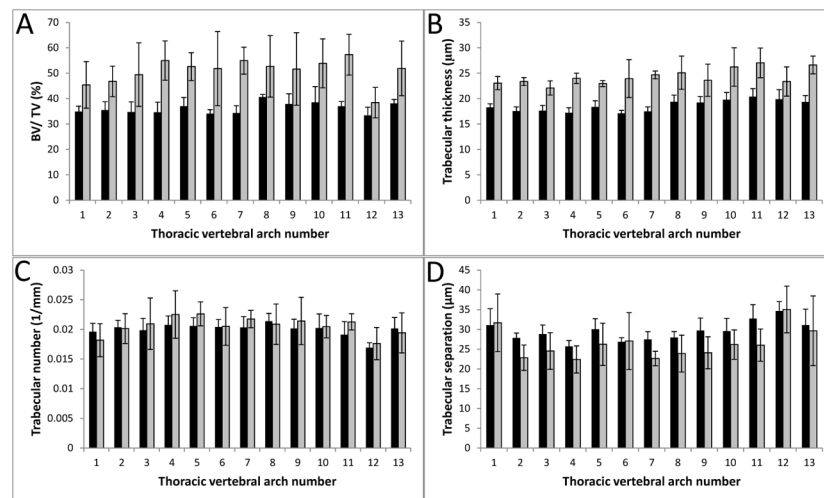 A
BV/ TV (%)
70
60
50
40
30
20
10
0
1 2 3 4 5 6 7 8 9 10 11 12 13
Thoracic vertebral arch number
B
Trabecular thickness (µm)
35
30
25
20
15
10
5
0
1 2 3 4 5 6 7 8 9 10 11 12 13
Thoracic vertebral arch number
C
Trabecular number (1/mm)
0.03
0.025
0.02
0.015
0.01
0.005
0
1 2 3 4 5 6 7 8 9 10 11 12 13
Thoracic vertebral arch number
D
Trabecular separation (µm)
45
40
35
30
25
20
15
10
5
0
1 2 3 4 5 6 7 8 9 10 11 12 13
Thoracic vertebral arch number